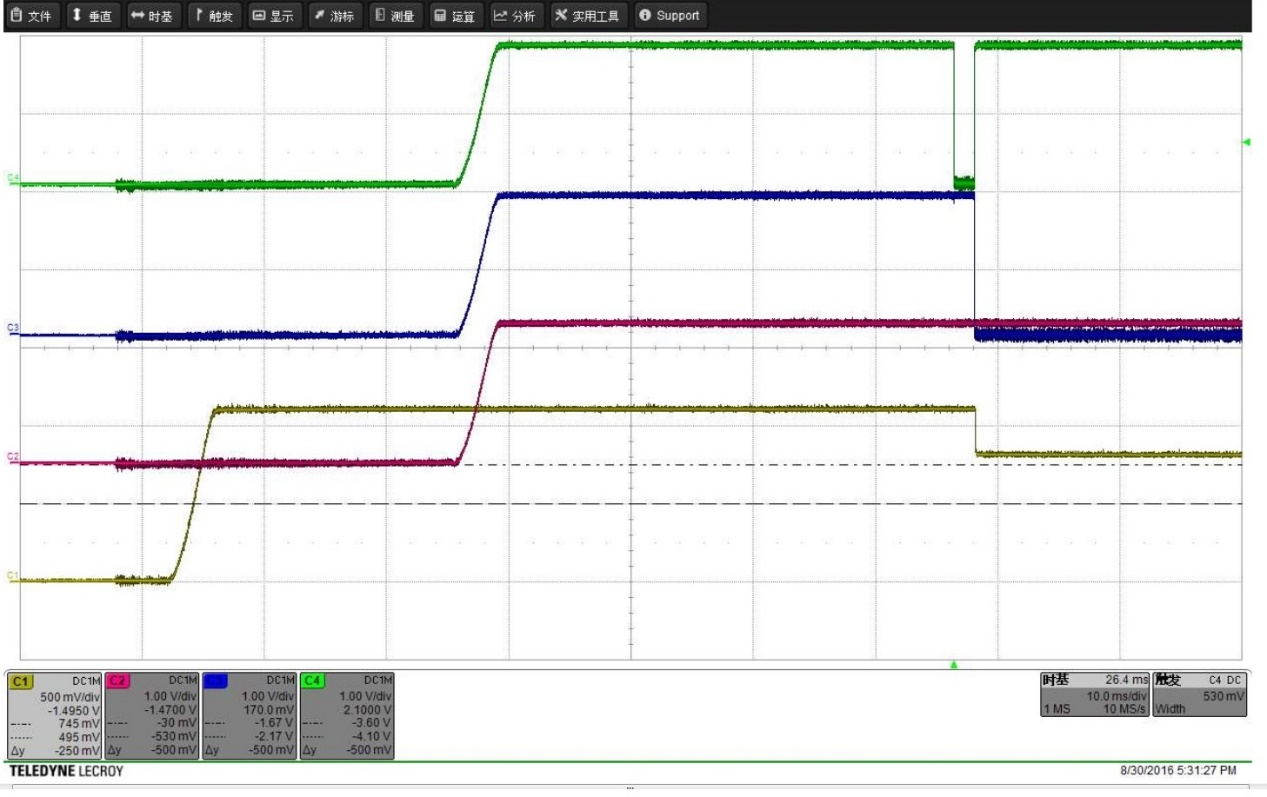 文件 垂直 时基 触发 显示 游标 测量 运算 分析 实用工具 Support
C4
C3
C2
C1
C1 DC1M C2 DC1M C3 DC1M C4 DC1M 时基 26.4 ms 触发 C4 DC
500 mV/div 1.00 V/div 1.00 V/div 1.00 V/div 10.0 ms/div 530 mV
-1.4950 V -1.4700 V 170.0 mV 2.1000 V 1 MS 10 MS/s Width
745 mV -30 mV -1.67 V -3.60 V
495 mV -530 mV -2.17 V -4.10 V
Δy -250 mV Δy -500 mV Δy -500 mV Δy -500 mV
TELEDYNE LECROY 8/30/2016 5:31:27 PM